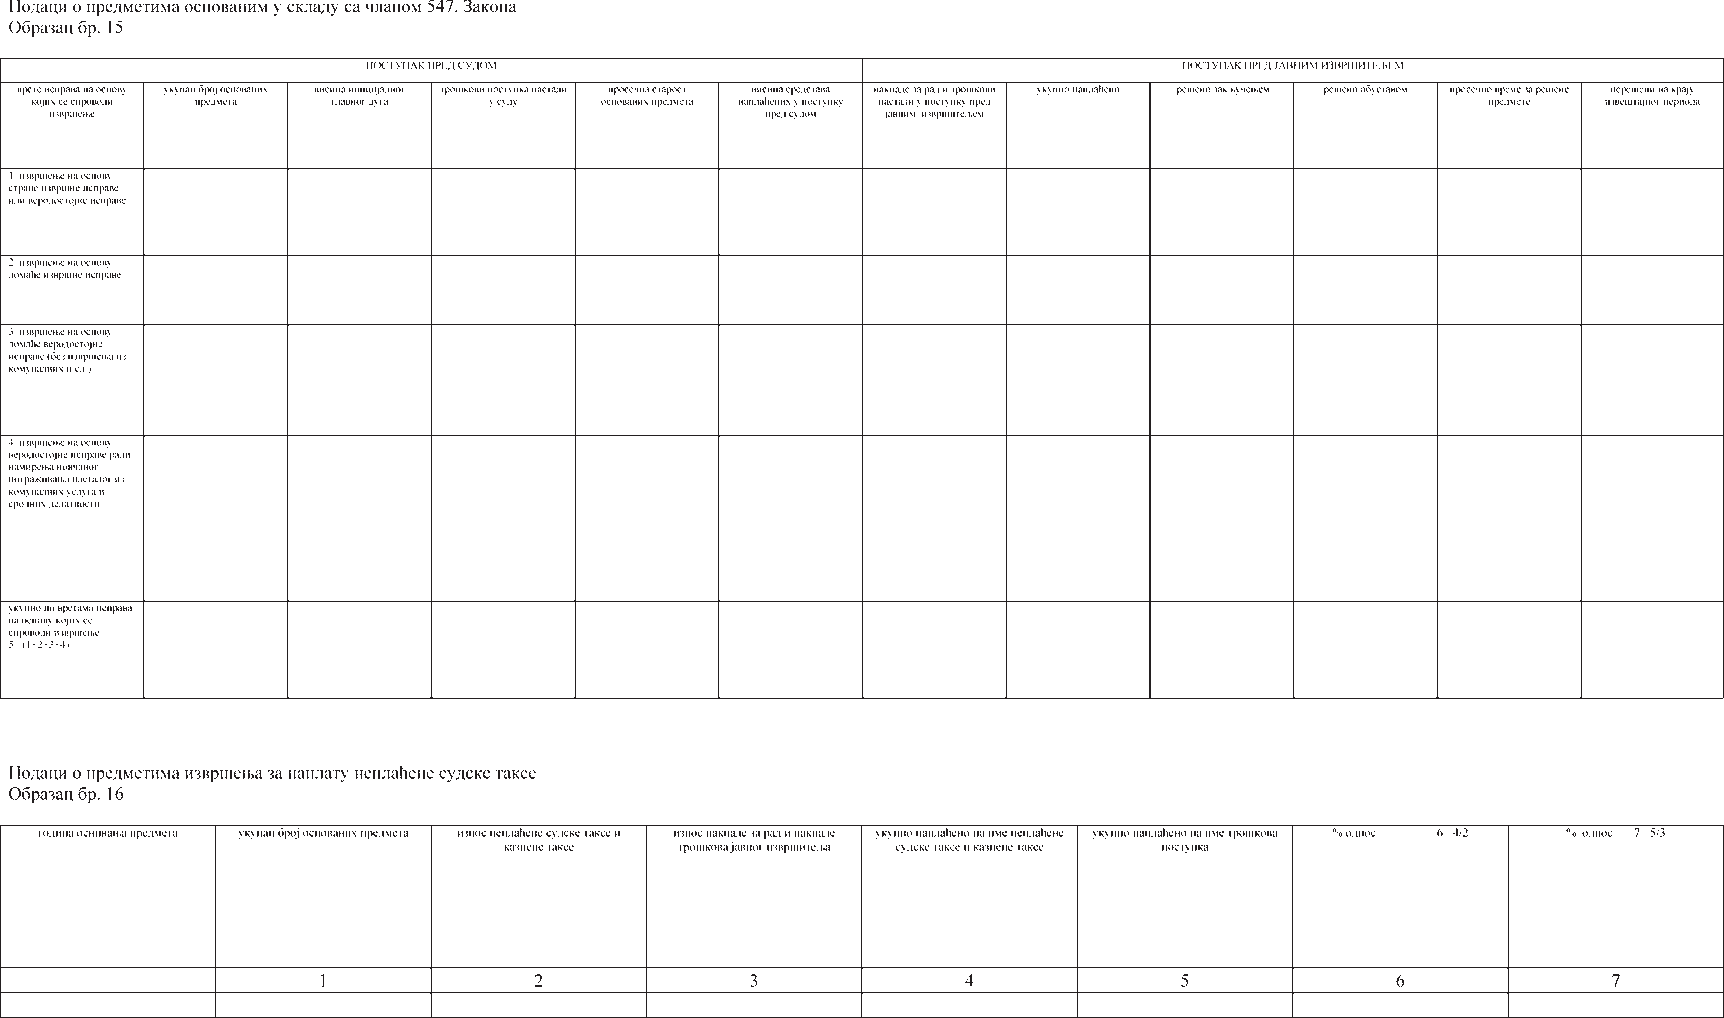 Подаци о предметима основаним у складу са чланом 547. Закона
Образац бр. 15
ПОСТУПАК ПРЕД СУДОМ
ПОСТУПАК ПРЕД ЈАВНИМ ИЗВРШИТЕЉЕМ
врсте исправа на основу
којих се спроводи
извршење
укупан број основаних
предмета
висина иницијалног
главног дуга
трошкови поступка настали
у суду
просечна старост
основаних предмета
висина средстава
наплаћених у поступку
пред судом
накнаде за рад и трошкови
настали у поступку пред
јавним извршитељем
укупно наплаћено
решено закључењем
решено обуставом
просечно време за решене
предмете
нерешени на крају
извештајног периода
1 извршење на основу
стране извршне исправе
или веродостојне исправе
2 извршење на основу
домаће извршне исправе
3 извршење на основу
домаће веродостојне
исправе (без извршења из
комуналних и сл.)
4 извршење на основу
веродостојне исправе ради
намирења новчаног
потраживања насталог из
комуналних услуга и
сродних делатности
укупно по врстама исправа
на основу којих се
спроводи извршење
5 (1+2+3+4)
Подаци о предметима извршења за наплату неплаћене судске таксе
Образац бр. 16
година оснивања предмета
укупан број основаних предмета
износ неплаћене судске таксе и
казнене таксе
износ накнаде за рад и накнаде
трошкова јавног извршитеља
укупно наплаћено на име неплаћене
судске таксе и казнене таксе
укупно наплаћено на име трошкова
поступка
% однос 6 4/2
% однос 7 5/3
1 2 3 4 5 6 7